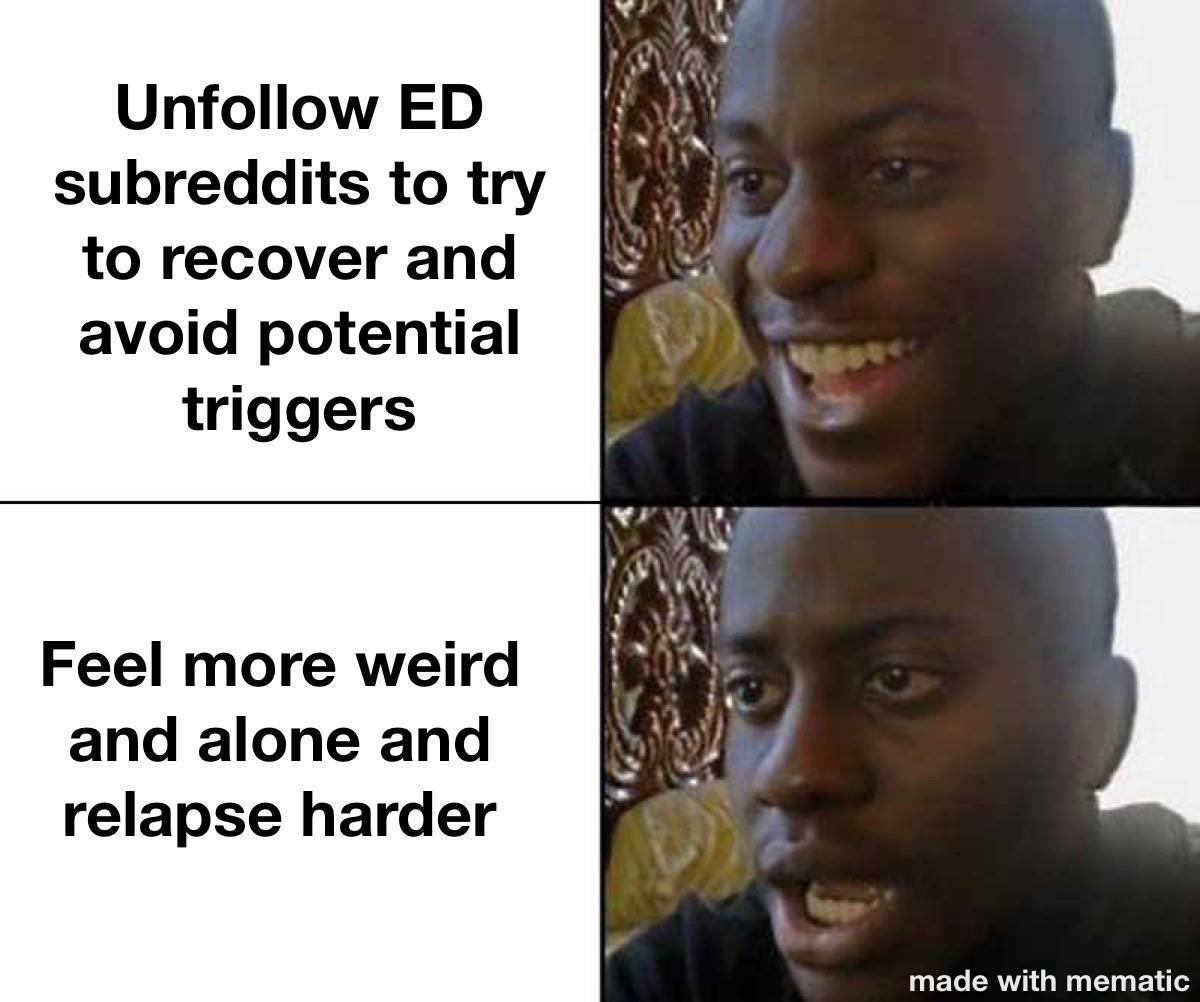 Unfollow ED
subreddits to try
to recover and
avoid potential
triggers
Feel more weird
and alone and
relapse harder
made with mematic